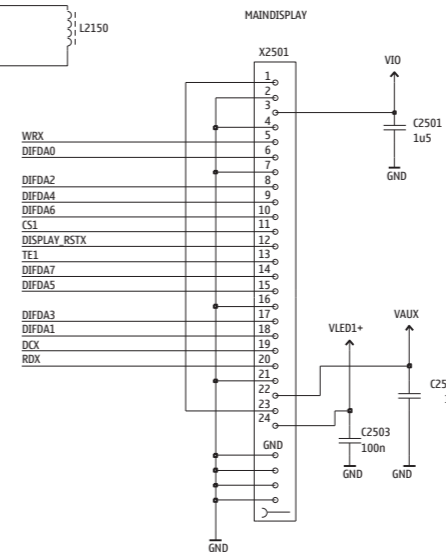 L2150
MAINDISPLAY
X2501
VIO
C2501
1u5
GND
1
2
3
4
WRX 5
DIFDA0 6
7
DIFDA2 8
DIFDA4 9
DIFDA6 10
CS1 11
DISPLAY_RSTX 12
TE1 13
DIFDA7 14
DIFDA5 15
16
DIFDA3 17
DIFDA1 18
DCX 19
RDX 20
21
22
23
24
GND
VLED1+
VAUX
C2503
100n
GND
GND
GND